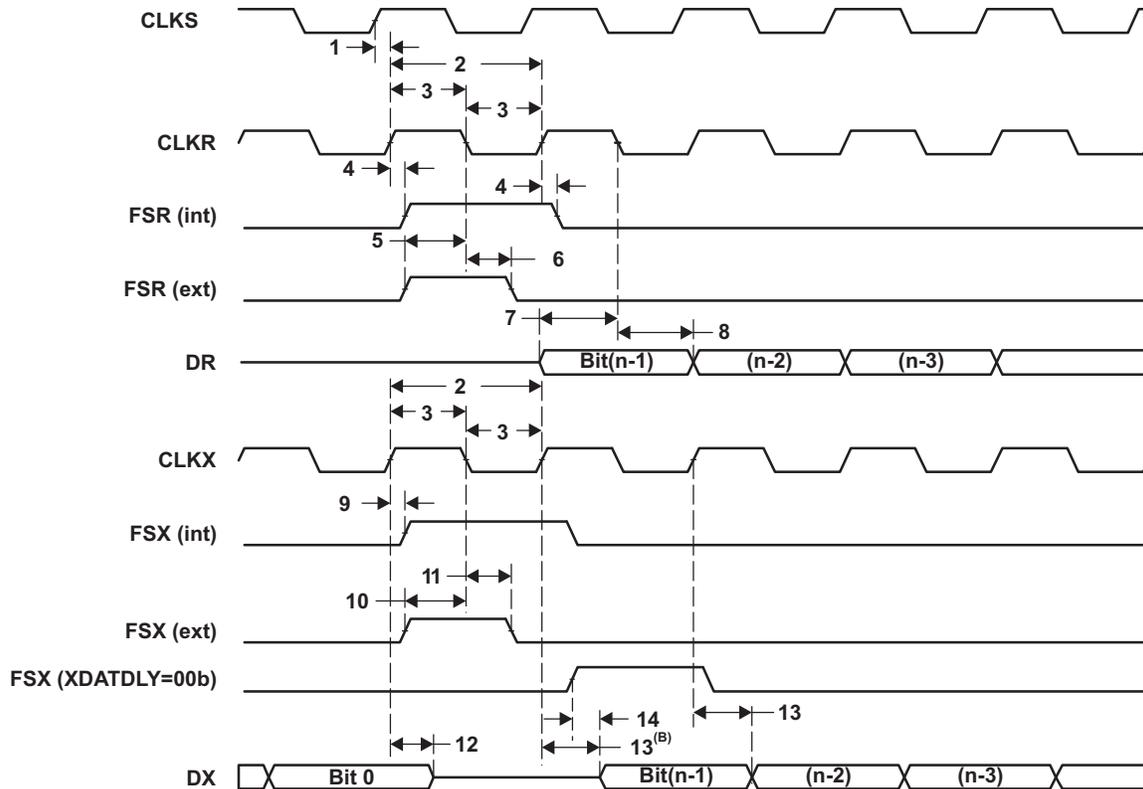 CLKS
1
2
3
3
CLKR
4
4
FSR (int)
5
6
FSR (ext)
7
8
DR
Bit(n-1)
(n-2)
(n-3)
2
3
3
CLKX
9
FSX (int)
11
10
FSX (ext)
FSX (XDATDLY=00b)
14
13
12
13(B)
DX
Bit 0
Bit(n-1)
(n-2)
(n-3)